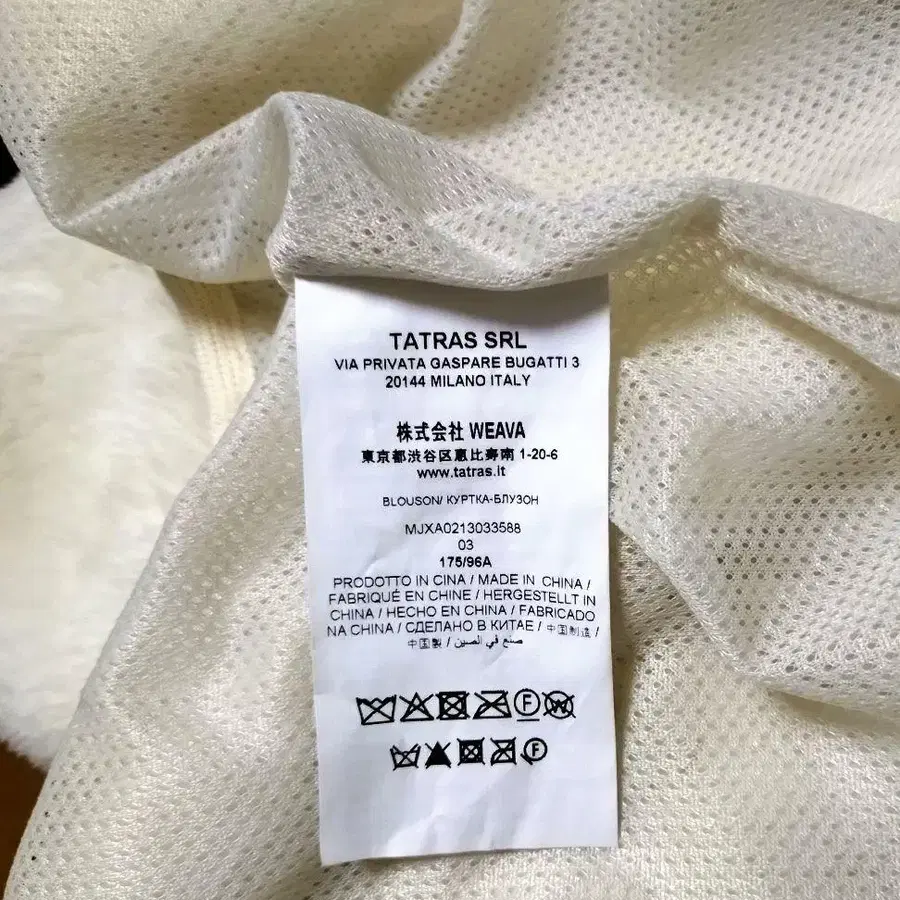 TATRAS SRL
VIA PRIVATA GASPARE BUGATTI 3
20144 MILANO ITALY
株式会社 WEAVA
東京都渋谷区恵比寿南 1-20-6
www.tatras.it
BLOUSON/ КУРТКА-БЛУЗОН
MJXA0213033588
03
175/96A
PRODOTTO IN CINA / MADE IN CHINA /
FABRIQUÉ EN CHINE / HERGESTELLT IN
CHINA / HECHO EN CHINA / FABRICADO
NA CHINA / СДЕЛАНО В КИТАЕ / 中国制造 /
中国製 / صنع في الصين
F W
F